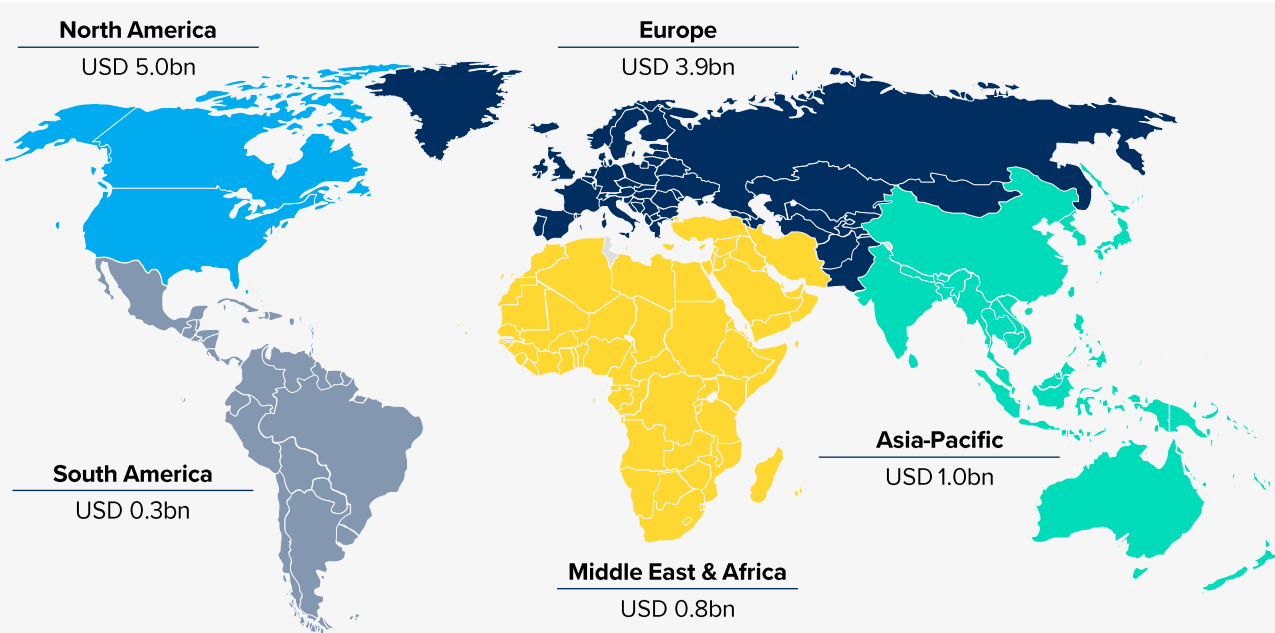 North America
USD 5.0bn
Europe
USD 3.9bn
South America
USD 0.3bn
Asia-Pacific
USD 1.0bn
Middle East & Africa
USD 0.8bn